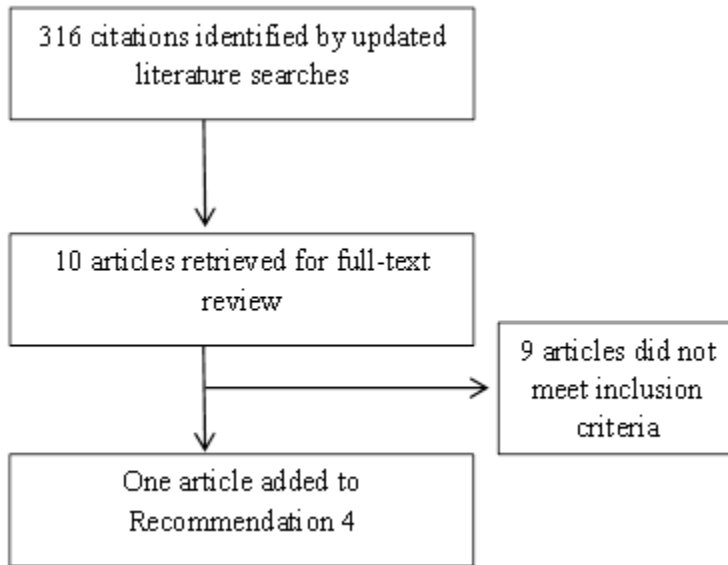 316 citations identified by updated
literature searches
10 articles retrieved for full-text
review
9 articles did not
meet inclusion
criteria
One article added to
Recommendation 4